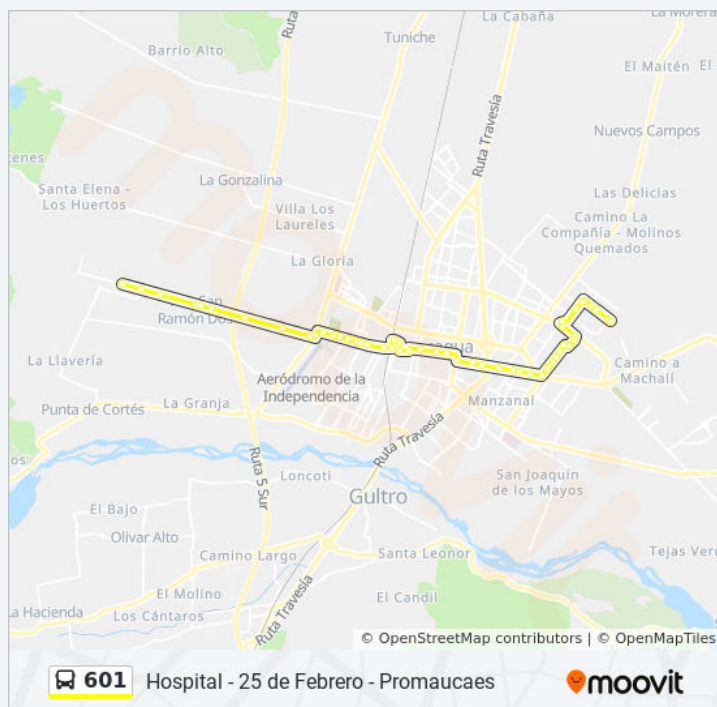 La Cabaña
La Morera
Ruta
Tuniche
Barrio Alto
El Maitén
El
Nuevos Campos
Ruta Travesía
La Gonzalina
Santa Elena -
Los Huertos
Las Delicias
Villa Los
Laureles
Camino La
Compañía - Molinos
Quemados
La Gloria
San
Ramón Dos
La Llavería
Camino a
Machalí
Aeródromo de la
Independencia
Manzanal
Punta de Cortés
La Granja
Ruta Travesía
Ruta 5 Sur
Loncoti
San Joaquín
de los Mayos
Gultro
El Bajo
Olivar Alto
Camino Largo
Santa Leonor
Tejas Verd
El Molino
El Candil
La Hacienda
Los Cántaros
Ruta Travesía
© OpenStreetMap contributors | © OpenMapTiles
601 Hospital - 25 de Febrero - Promaucaes
moovit